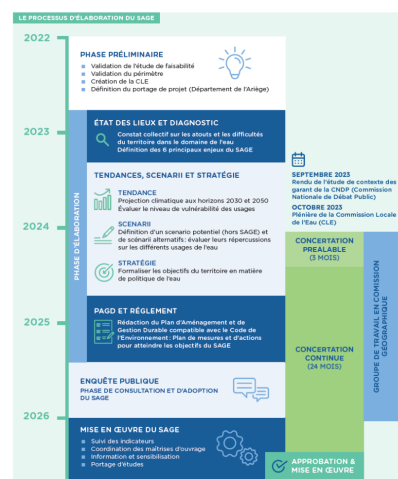 LE PROCESSUS D'ÉLABORATION DU SAGE
2022
PHASE PRÉLIMINAIRE
Validation de l'étude de faisabilité
Validation du périmètre
Création de la CLE
Définition du portage de projet (Département de l'Ariège)
2023
ÉTAT DES LIEUX ET DIAGNOSTIC
Constat collectif sur les atouts et les difficultés
du territoire dans le domaine de l'eau
Définition des 6 principaux enjeux du SAGE
PHASE D'ÉLABORATION
TENDANCES, SCENARII ET STRATÉGIE
TENDANCE
Projection climatique aux horizons 2030 et 2050
Évaluer le niveau de vulnérabilité des usages
2024
SCENARII
Définition d'un scénario potentiel (hors SAGE) et
de scénarii alternatifs: évaluer leurs répercussions
sur les différents usages de l'eau
STRATÉGIE
Formaliser les objectifs du territoire en matière
de politique de l'eau
SEPTEMBRE 2023
Rendu de l'étude de contexte des
garant de la CNDP (Commission
Nationale de Débat Public)
OCTOBRE 2023
Plénière de la Commission Locale
de l'Eau (CLE)
CONCERTATION
PREALABLE
(3 MOIS)
GROUPE DE TRAVAIL EN COMISSION
GÉOGRAPHIQUE
2025
PAGD ET RÈGLEMENT
Rédaction du Plan d'Aménagement et de
Gestion Durable compatible avec le Code de
l'Environnement: Plan de mesures et d'actions
pour atteindre les objectifs du SAGE
CONCERTATION
CONTINUE
(24 MOIS)
ENQUÊTE PUBLIQUE
PHASE DE CONSULTATION ET D'ADOPTION
DU SAGE
2026
MISE EN ŒUVRE DU SAGE
Suivi des indicateurs
Coordination des maîtrises d'ouvrage
Information et sensibilisation
Portage d'études
APPROBATION &
MISE EN ŒUVRE